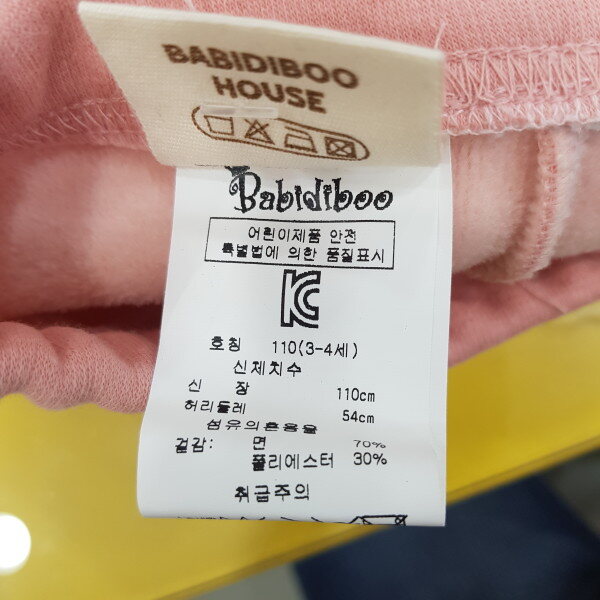 BABIDIBOO
HOUSE
Babidiboo
어린이제품 안전
특별법에 의한 품질표시
KC
호칭 110(3-4세)
신체치수
신 장 110cm
허리둘레 54cm
섬유의혼용율
겉감: 면 70%
폴리에스터 30%
취급주의